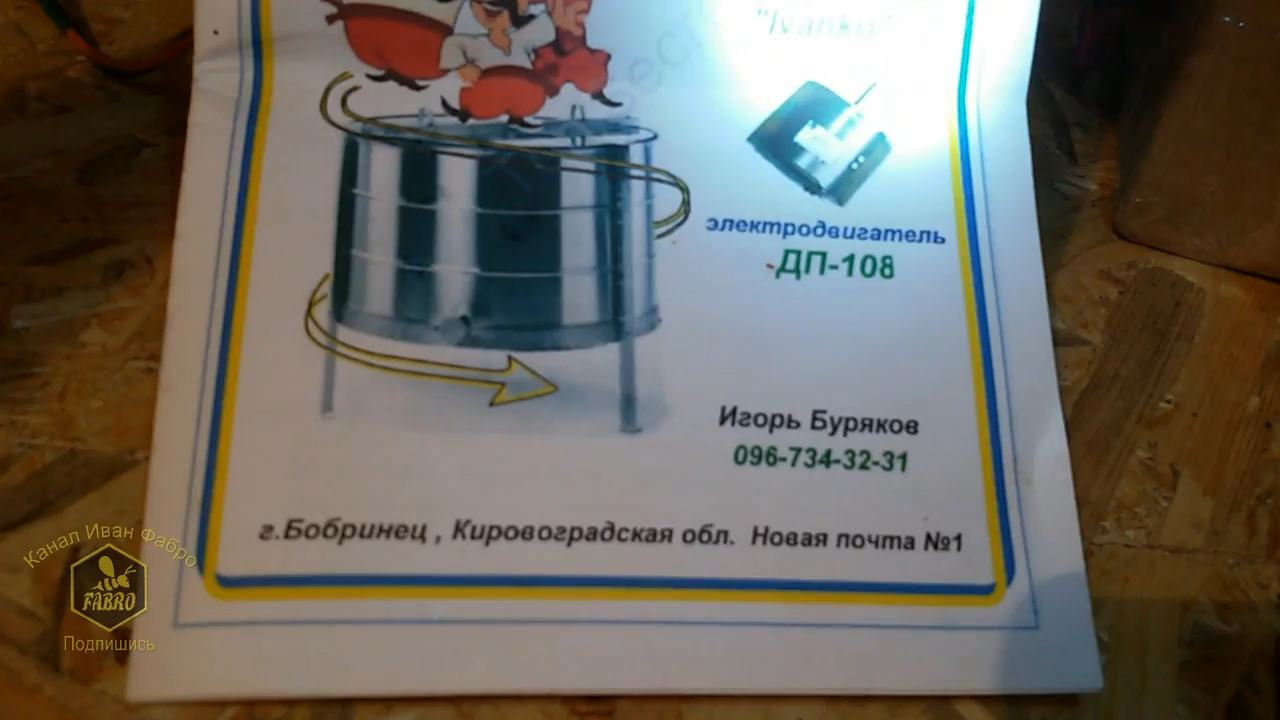 "Ivanko"
электродвигатель
ДП-108
Игорь Буряков
096-734-32-31
г.Бобринец , Кировоградская обл. Новая почта №1
Канал Иван Фабро
FABRO
Подпишись